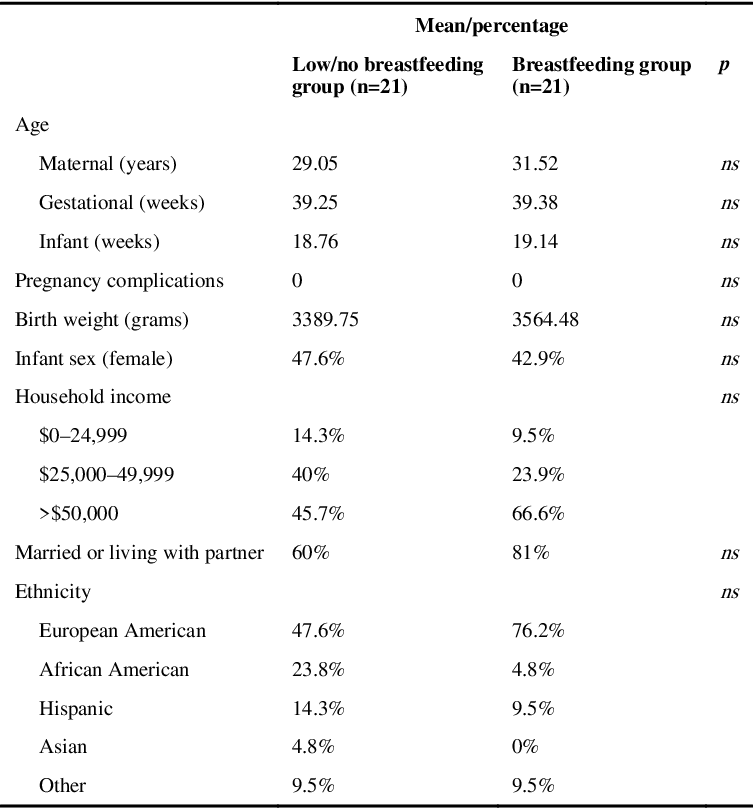 Mean/percentage
Low/no breastfeeding Breastfeeding group p
group (n=21) (n=21)
Age
Maternal (years) 29.05 31.52 ns
Gestational (weeks) 39.25 39.38 ns
Infant (weeks) 18.76 19.14 ns
Pregnancy complications 0 0 ns
Birth weight (grams) 3389.75 3564.48 ns
Infant sex (female) 47.6% 42.9% ns
Household income ns
$0–24,999 14.3% 9.5%
$25,000–49,999 40% 23.9%
>$50,000 45.7% 66.6%
Married or living with partner 60% 81% ns
Ethnicity ns
European American 47.6% 76.2%
African American 23.8% 4.8%
Hispanic 14.3% 9.5%
Asian 4.8% 0%
Other 9.5% 9.5%